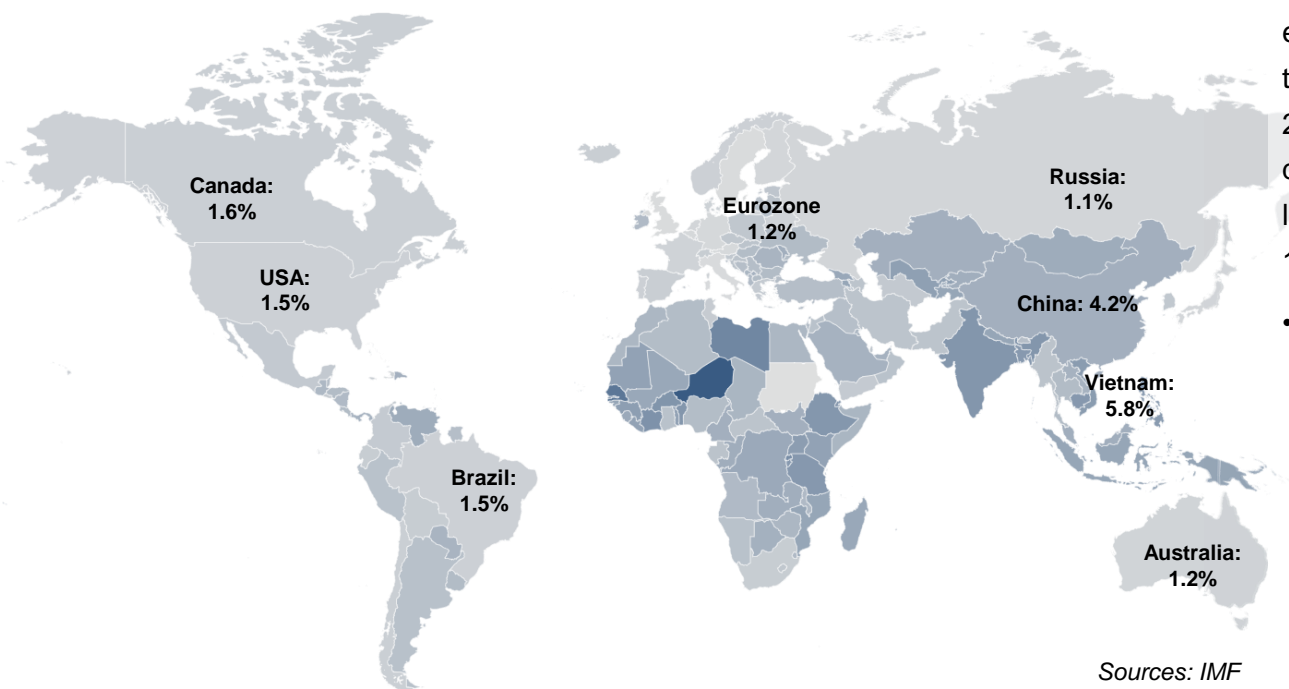 Canada:
1.6%
USA:
1.5%
Brazil:
1.5%
Eurozone
1.2%
Russia:
1.1%
China: 4.2%
Vietnam:
5.8%
Australia:
1.2%
Sources: IMF
e
t
2
•